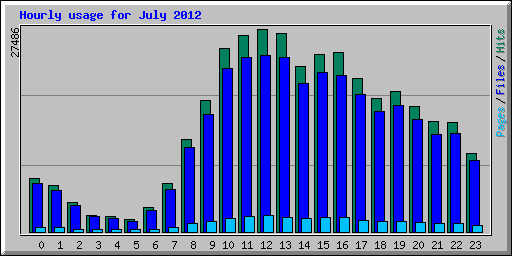 Hourly usage for July 2012
27486
Pages / Files / Hits
0 1 2 3 4 5 6 7 8 9 10 11 12 13 14 15 16 17 18 19 20 21 22 23